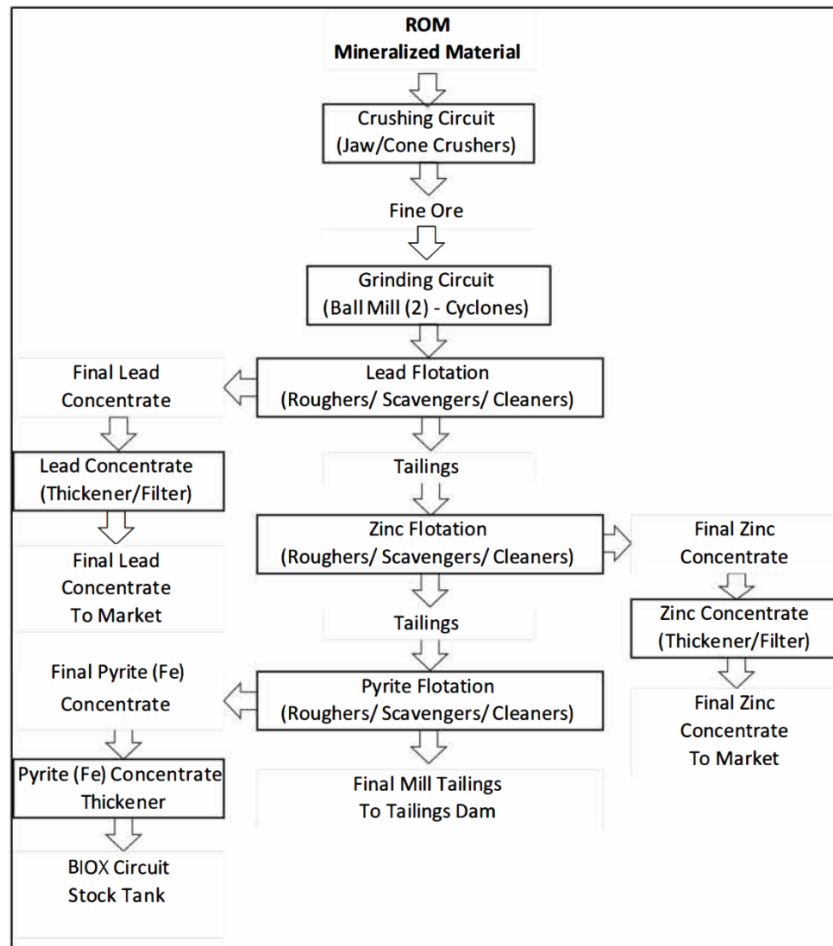 ROM
Mineralized Material
Crushing Circuit
(Jaw/Cone Crushers)
Fine Ore
Grinding Circuit
(Ball Mill (2) - Cyclones)
Final Lead
Concentrate
Lead Flotation
(Roughers/ Scavengers/ Cleaners)
Lead Concentrate
(Thickener/Filter)
Tailings
Final Lead
Concentrate
To Market
Zinc Flotation
(Roughers/ Scavengers/ Cleaners)
Final Zinc
Concentrate
Tailings
Zinc Concentrate
(Thickener/Filter)
Final Pyrite (Fe)
Concentrate
Pyrite Flotation
(Roughers/ Scavengers/ Cleaners)
Final Zinc
Concentrate
To Market
Pyrite (Fe) Concentrate
Thickener
Final Mill Tailings
To Tailings Dam
BIOX Circuit
Stock Tank